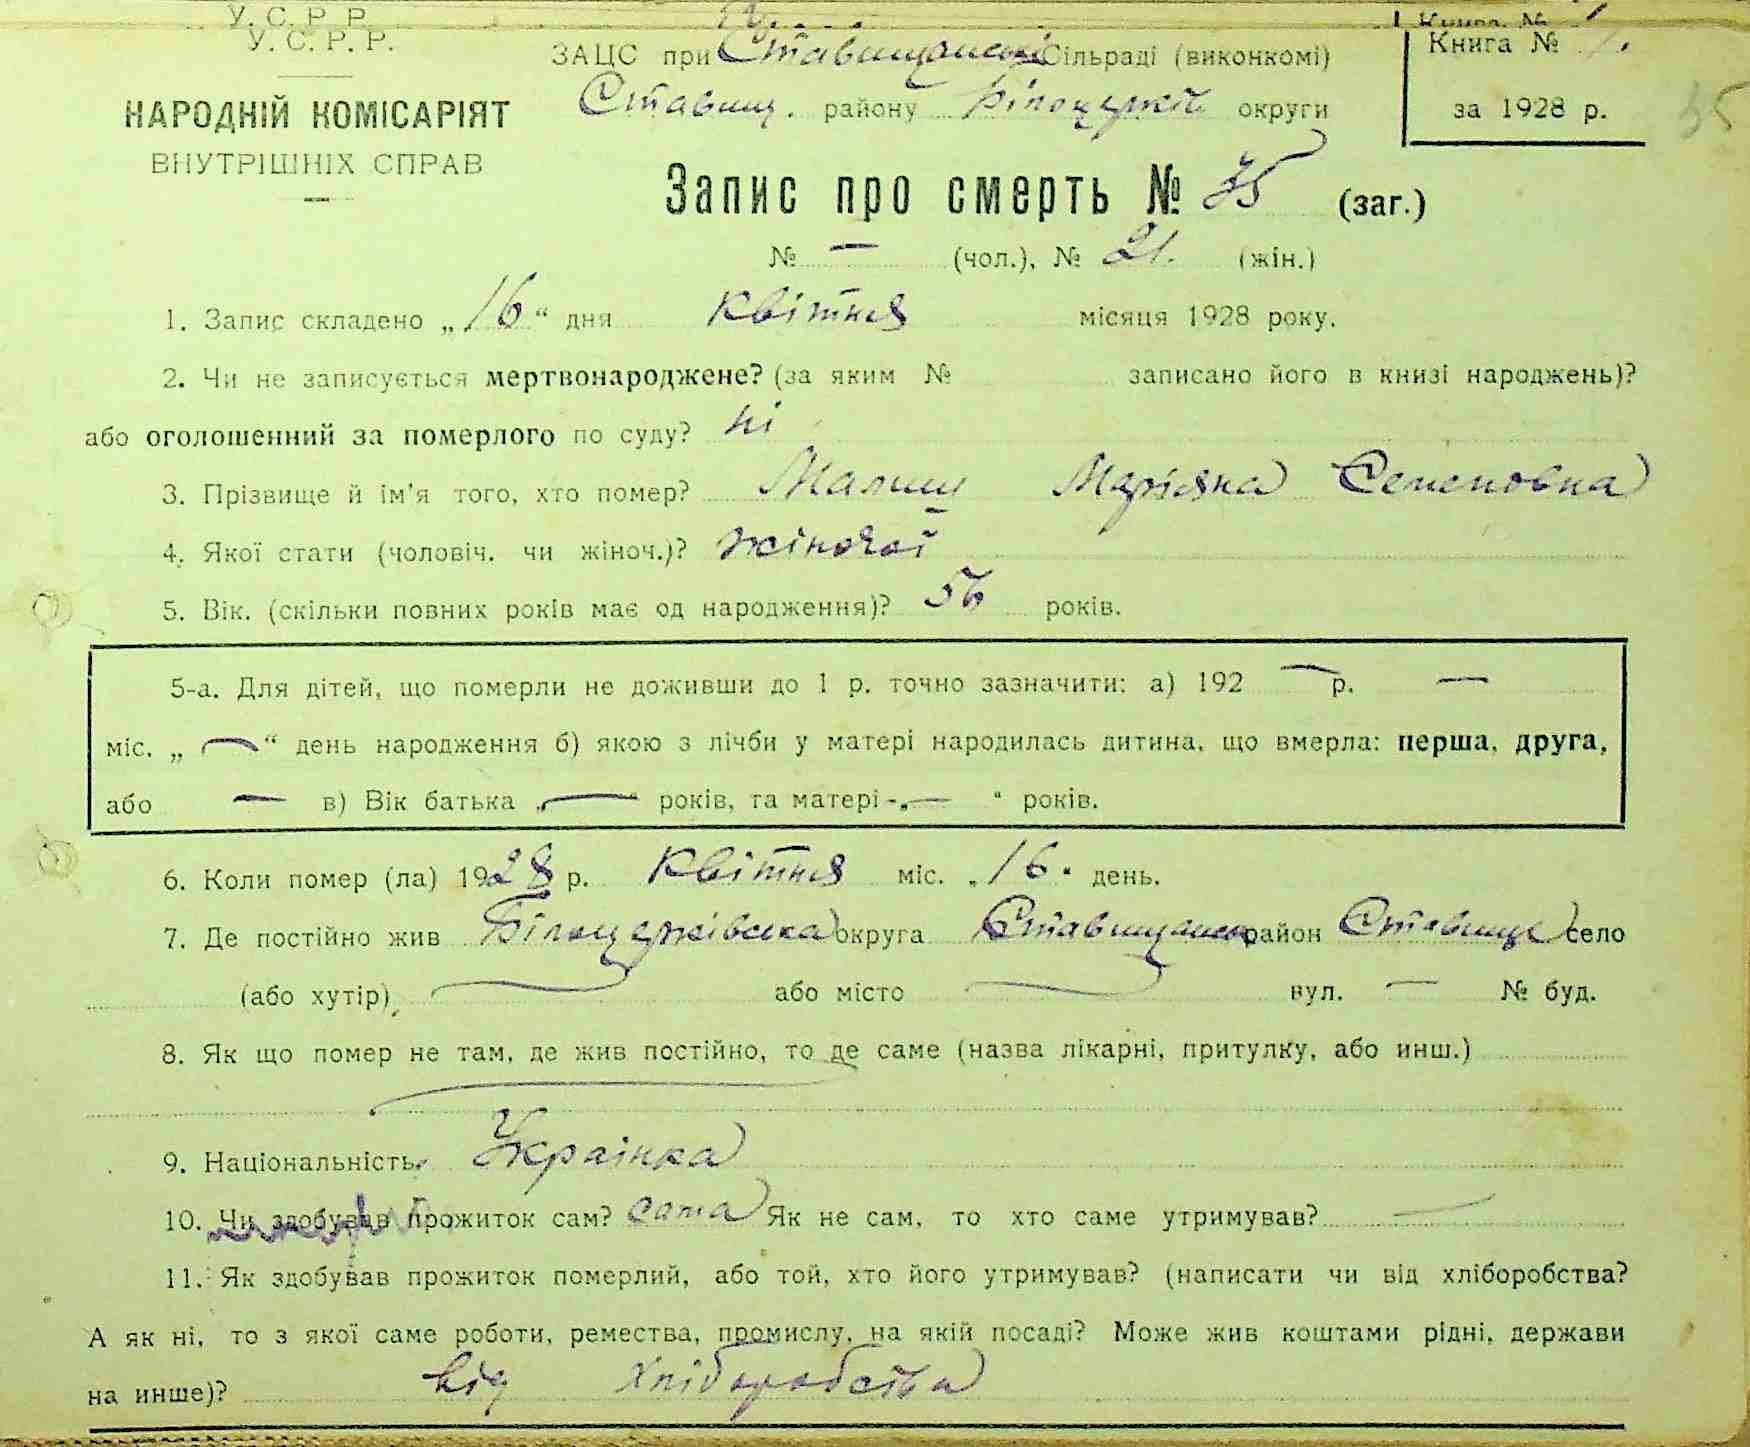 У. С. Р. Р.
У. С. Р. Р.
НАРОДНІЙ КОМІСАРІЯТ
ВНУТРІШНІХ СПРАВ
ЗАЦС при Ставищанські Сільраді (виконкомі)
Ставищ. району Білоцерків округи
Книга №
Книга № 1.
за 1928 р.
35
Запис про смерть № 35 (заг.)
№ — (чол.), № 21. (жін.)
1. Запис складено „16“ дня квітня місяця 1928 року.
2. Чи не записується мертвонароджене? (за яким № записано його в книзі народжень)?
або оголошенний за померлого по суду? ні
3. Прізвище й ім'я того, хто помер? Маріяна Семеновна
4. Якої стати (чоловіч. чи жіноч.)? жіночої
5. Вік. (скільки повних років має од народження)? 56 років.
5-а. Для дітей, що померли не доживши до 1 р. точно зазначити: а) 192 — р. —
міс. „ — “ день народження б) якою з лічби у матері народилась дитина, що вмерла: перша, друга,
або — в) Вік батька „ — “ років, та матері - „ — “ років.
6. Коли помер (ла) 1928 р. квітня міс. „16“ день.
7. Де постійно жив Білоцерківська округа Ставищанськ район Ставище село
(або хутір) — або місто — вул. — № буд.
8. Як що помер не там, де жив постійно, то де саме (назва лікарні, притулку, або инш.)
9. Національність Українка
10. Чи здобував прожиток сам? сама Як не сам, то хто саме утримував? —
11. Як здобував прожиток померлий, або той, хто його утримував? (написати чи від хліборобства?
А як ні, то з якої саме роботи, ремества, промислу, на якій посаді? Може жив коштами рідні, держави
на инше)? від хліборобства